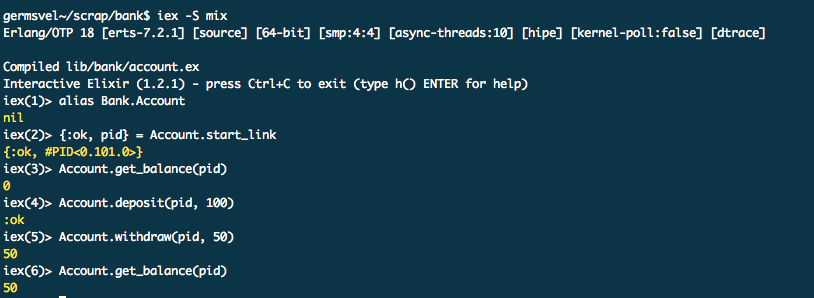 germsvel~/scrap/bank$ iex -S mix
Erlang/OTP 18 [erts-7.2.1] [source] [64-bit] [smp:4:4] [async-threads:10] [hipe] [kernel-poll:false] [dtrace]
Compiled lib/bank/account.ex
Interactive Elixir (1.2.1) - press Ctrl+C to exit (type h() ENTER for help)
iex(1)> alias Bank.Account
nil
iex(2)> {:ok, pid} = Account.start_link
{:ok, #PID<0.101.0>}
iex(3)> Account.get_balance(pid)
0
iex(4)> Account.deposit(pid, 100)
:ok
iex(5)> Account.withdraw(pid, 50)
50
iex(6)> Account.get_balance(pid)
50